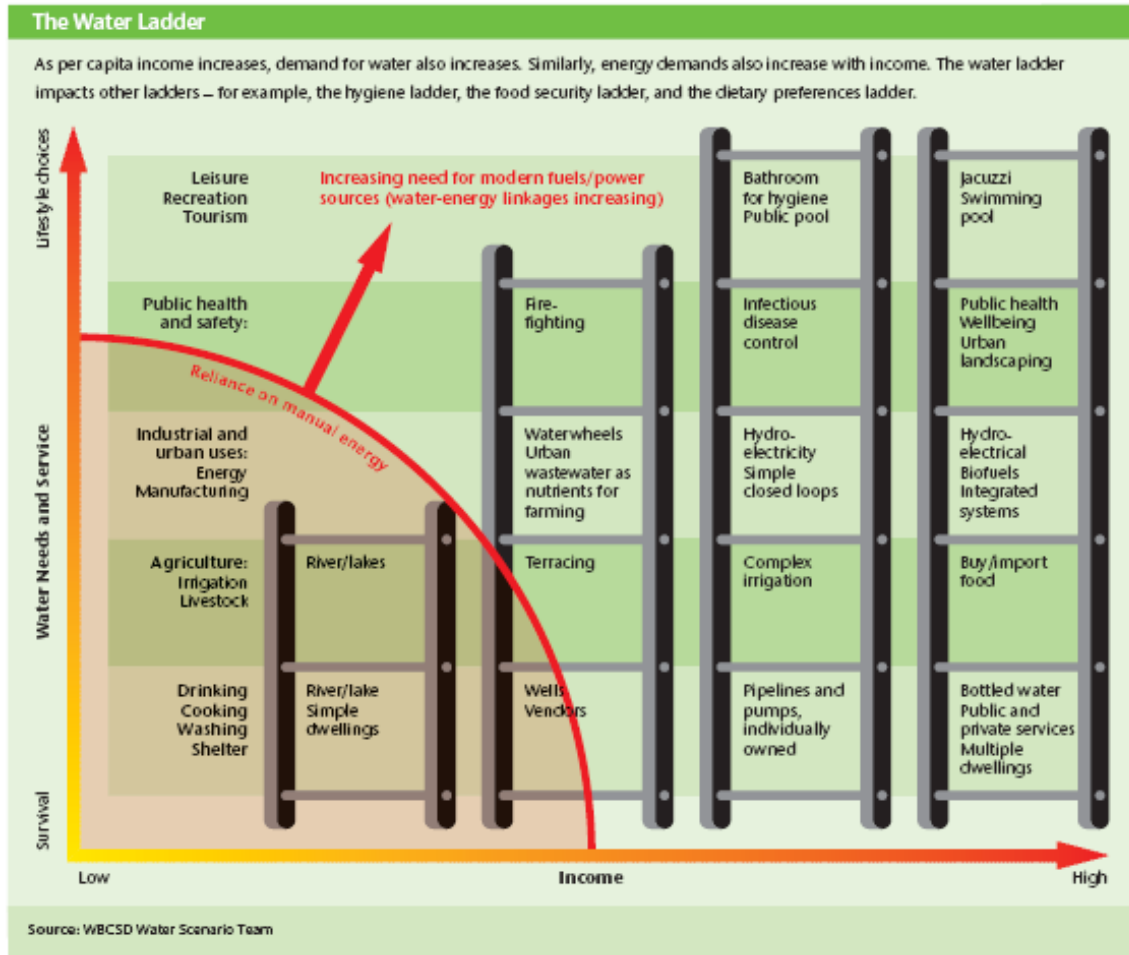 The Water Ladder
As per capita income increases, demand for water also increases. Similarly, energy demands also increase with income. The water ladder
impacts other ladders – for example, the hygiene ladder, the food security ladder, and the dietary preferences ladder.
Lifestyle choices
Water Needs and Service
Survival
Leisure
Recreation
Tourism
Increasing need for modern fuels/power
sources (water-energy linkages increasing)
Bathroom
for hygiene
Public pool
Jacuzzi
Swimming
pool
Public health
and safety:
Fire-
fighting
Infectious
disease
control
Public health
Wellbeing
Urban
landscaping
Reliance on manual energy
Industrial and
urban uses:
Energy
Manufacturing
Waterwheels
Urban
wastewater as
nutrients for
farming
Hydro-
electricity
Simple
closed loops
Hydro-
electrical
Biofuels
Integrated
systems
Agriculture:
Irrigation
Livestock
River/lakes
Terracing
Complex
irrigation
Buy/import
food
Drinking
Cooking
Washing
Shelter
River/lake
Simple
dwellings
Wells
Vendors
Pipelines and
pumps,
individually
owned
Bottled water
Public and
private services
Multiple
dwellings
Low
Income
High
Source: WBCSD Water Scenario Team